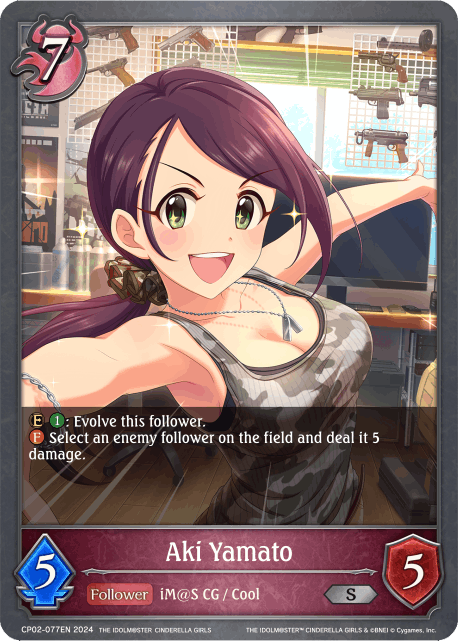 7
E 1: Evolve this follower.
F Select an enemy follower on the field and deal it 5
damage.
Aki Yamato
5
Follower iM@S CG / Cool
S
5
CP02-077EN 2024 THE IDOLM@STER CINDERELLA GIRLS THE IDOLM@STER™ CINDERELLA GIRLS & ©BNEI © Cygames, Inc.